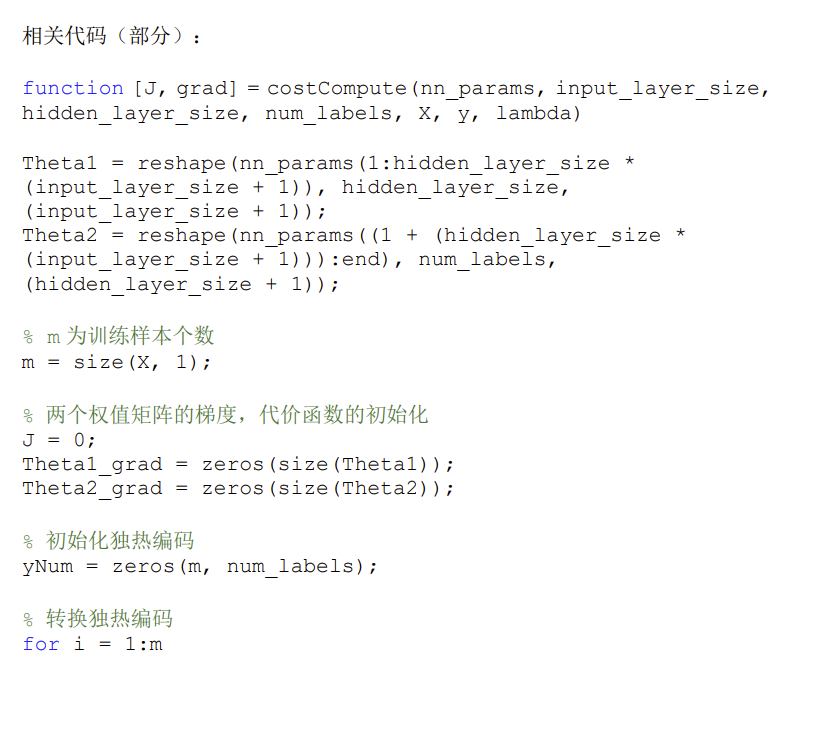 相关代码（部分）：
function [J, grad] = costCompute(nn_params, input_layer_size,
hidden_layer_size, num_labels, X, y, lambda)
Theta1 = reshape(nn_params(1:hidden_layer_size *
(input_layer_size + 1)), hidden_layer_size,
(input_layer_size + 1));
Theta2 = reshape(nn_params((1 + (hidden_layer_size *
(input_layer_size + 1))):end), num_labels,
(hidden_layer_size + 1));
% m 为训练样本个数
m = size(X, 1);
% 两个权值矩阵的梯度，代价函数的初始化
J = 0;
Theta1_grad = zeros(size(Theta1));
Theta2_grad = zeros(size(Theta2));
% 初始化独热编码
yNum = zeros(m, num_labels);
% 转换独热编码
for i = 1:m